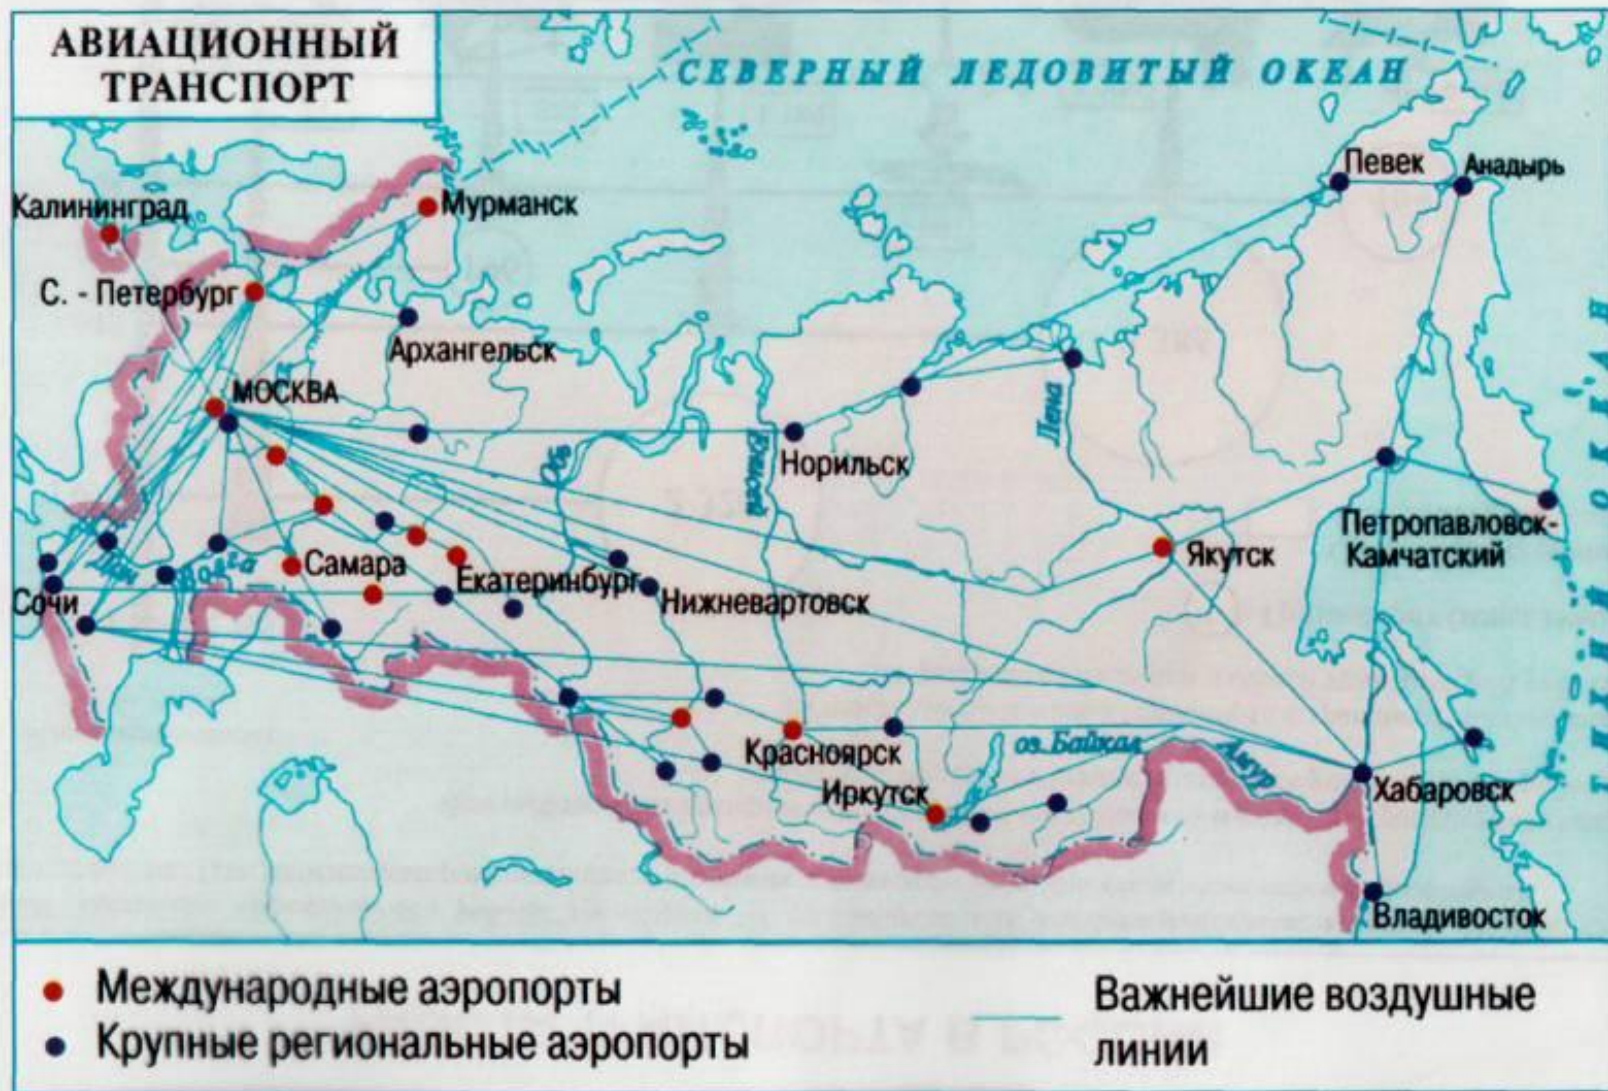 АВИАЦИОННЫЙ
ТРАНСПОРТ
СЕВЕРНЫЙ ЛЕДОВИТЫЙ ОКЕАН
Певек
Анадырь
Калининград
Мурманск
С. - Петербург
Архангельск
МОСКВА
Обь
Енисей
Норильск
Лена
Петропавловск-
Камчатский
Якутск
Дон
Волга
Самара
Екатеринбург
Сочи
Нижневартовск
Красноярск
оз. Байкал
Амур
Иркутск
Хабаровск
Владивосток
ТИХИЙ ОКЕАН
Международные аэропорты
Крупные региональные аэропорты
Важнейшие воздушные
линии